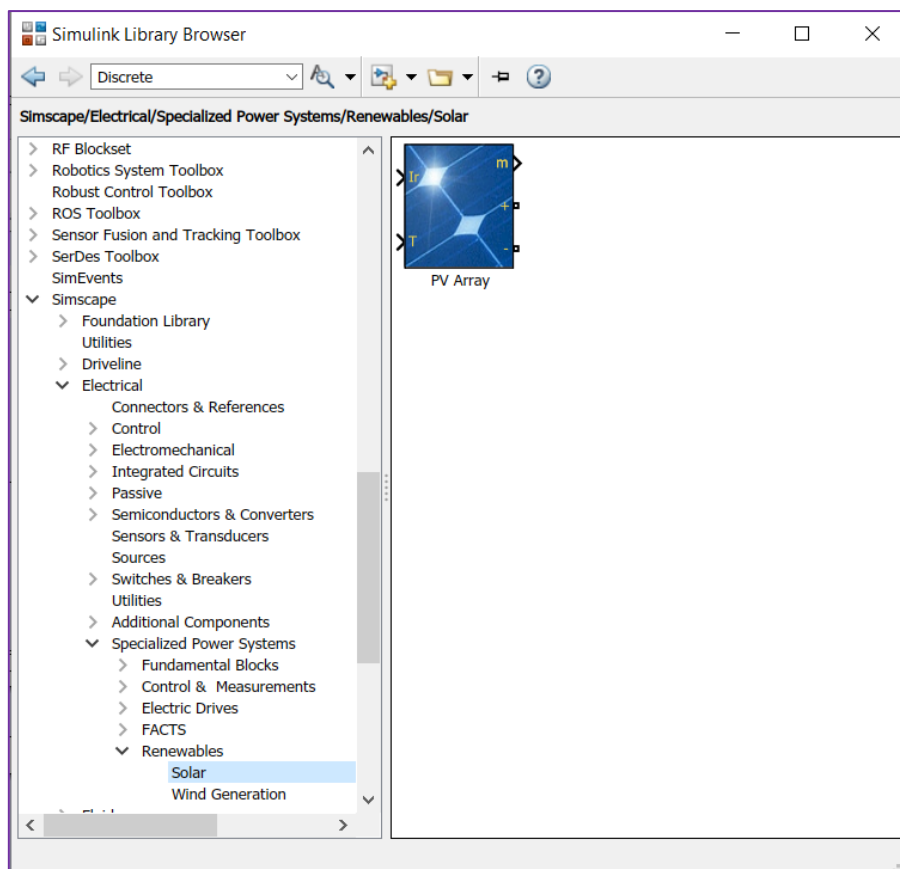 Simulink Library Browser
Discrete
Simscape/Electrical/Specialized Power Systems/Renewables/Solar
RF Blockset
Robotics System Toolbox
Robust Control Toolbox
ROS Toolbox
Sensor Fusion and Tracking Toolbox
SerDes Toolbox
SimEvents
Simscape
Foundation Library
Utilities
Driveline
Electrical
Connectors & References
Control
Electromechanical
Integrated Circuits
Passive
Semiconductors & Converters
Sensors & Transducers
Sources
Switches & Breakers
Utilities
Additional Components
Specialized Power Systems
Fundamental Blocks
Control & Measurements
Electric Drives
FACTS
Renewables
Solar
Wind Generation
Ir
m
+
T
-
PV Array